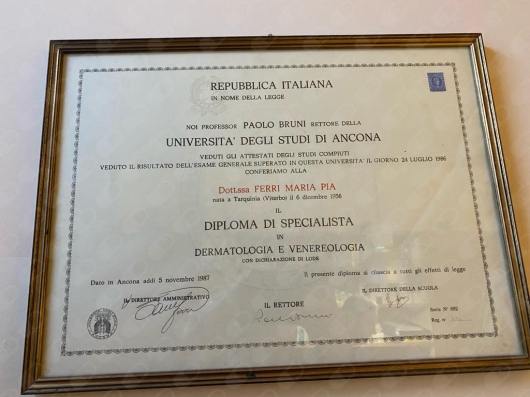 REPUBBLICA ITALIANA
IN NOME DELLA LEGGE
NOI PROFESSOR PAOLO BRUNI RETTORE DELLA
UNIVERSITA' DEGLI STUDI DI ANCONA
VEDUTI GLI ATTESTATI DEGLI STUDI COMPIUTI
VEDUTO IL RISULTATO DELL'ESAME GENERALE SUPERATO IN QUESTA UNIVERSITA' IL GIORNO 24 LUGLIO 1986
CONFERIAMO ALLA
Dott.ssa FERRI MARIA PIA
nata a Tarquinia (Viterbo) il 6 dicembre 1956
IL
DIPLOMA DI SPECIALISTA
IN
DERMATOLOGIA E VENEREOLOGIA
CON DICHIARAZIONE DI LODE
Dato in Ancona addì 5 novembre 1987
Il presente diploma si rilascia a tutti gli effetti di legge
IL DIRETTORE AMMINISTRATIVO
IL RETTORE
IL DIRETTORE DELLA SCUOLA
Serie N°
Reg. n°